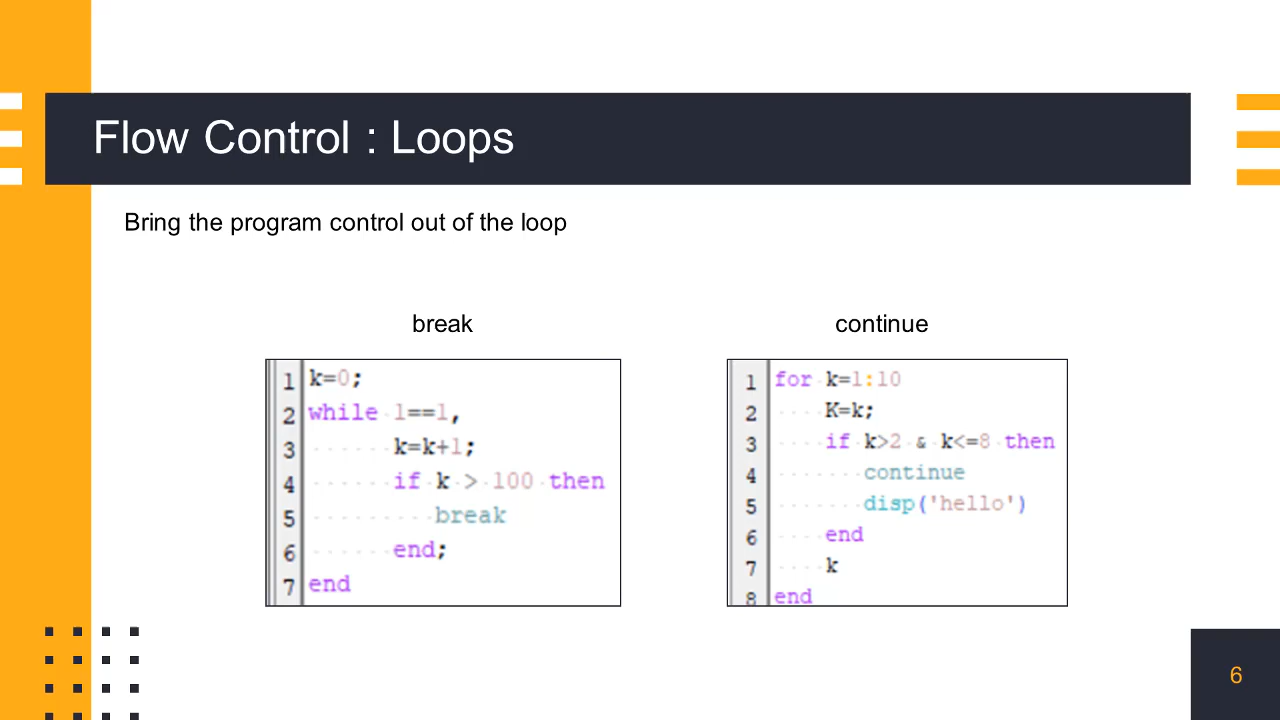 Flow Control : Loops
Bring the program control out of the loop
break
1 k=0;
2 while 1==1,
3 k=k+1;
4 if k > 100 then
5 break
6 end;
7 end
continue
1 for k=1:10
2 K=k;
3 if k>2 & k<=8 then
4 continue
5 disp('hello')
6 end
7 k
8 end
6